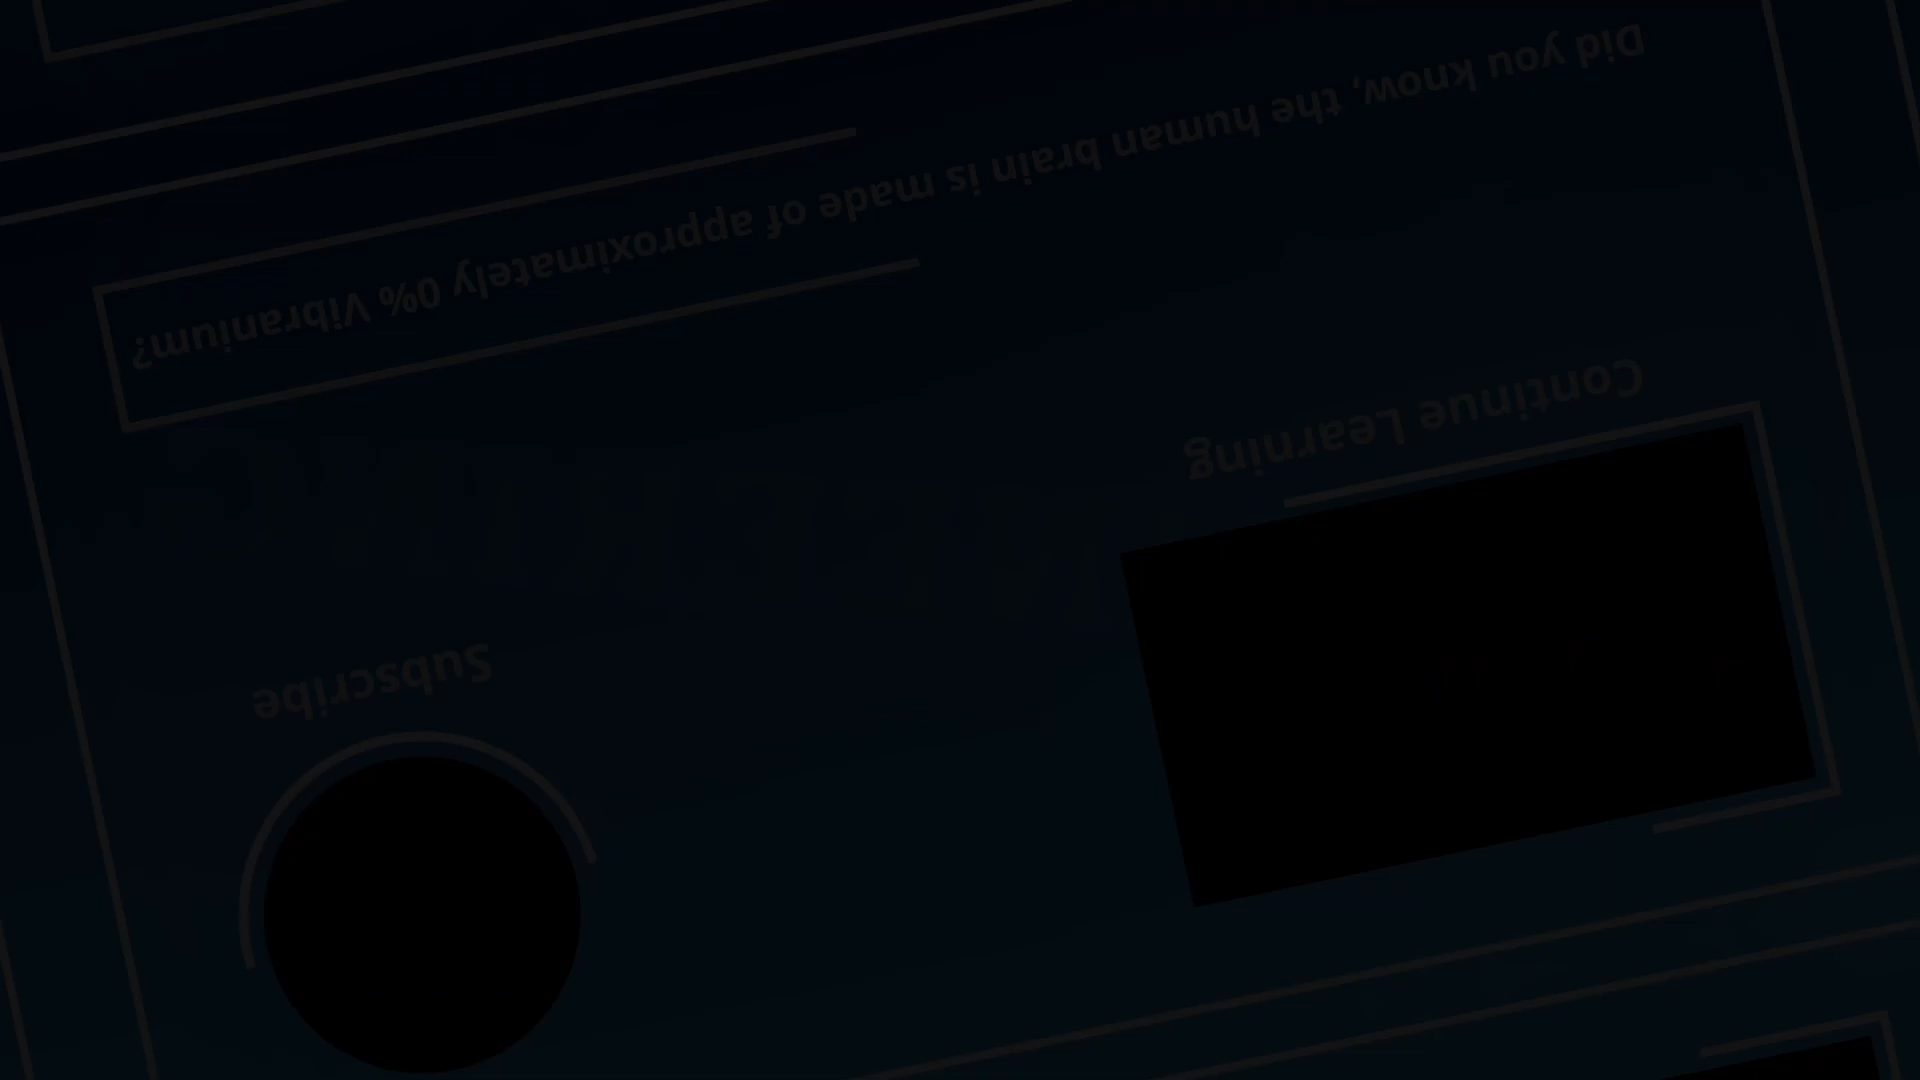 Did you know, the human brain is made of approximately 0% Vibranium?
Continue Learning
Subscribe